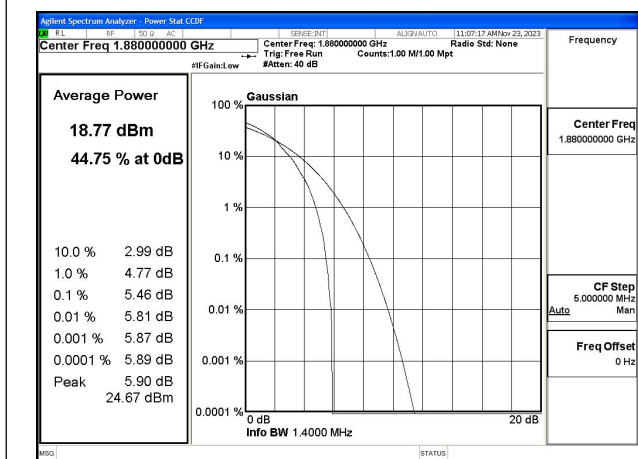 Agilent Spectrum Analyzer - Power Stat CCDF
RL RF 50 Ω AC SENSE:INT ALIGN AUTO 11:07:17 AM Nov 23, 2023
Center Freq 1.880000000 GHz
Center Freq: 1.880000000 GHz Radio Std: None
Trig: Free Run Counts:1.00 M/1.00 Mpt
#IFGain:Low #Atten: 40 dB
Frequency
Average Power
18.77 dBm
44.75 % at 0dB
10.0 % 2.99 dB
1.0 % 4.77 dB
0.1 % 5.46 dB
0.01 % 5.81 dB
0.001 % 5.87 dB
0.0001 % 5.89 dB
Peak 5.90 dB
24.67 dBm
Gaussian
100 %
10 %
1 %
0.1 %
0.01 %
0.001 %
0.0001 %
0 dB 20 dB
Info BW 1.4000 MHz
Center Freq
1.880000000 GHz
CF Step
5.000000 MHz
Auto Man
Freq Offset
0 Hz
MSG STATUS